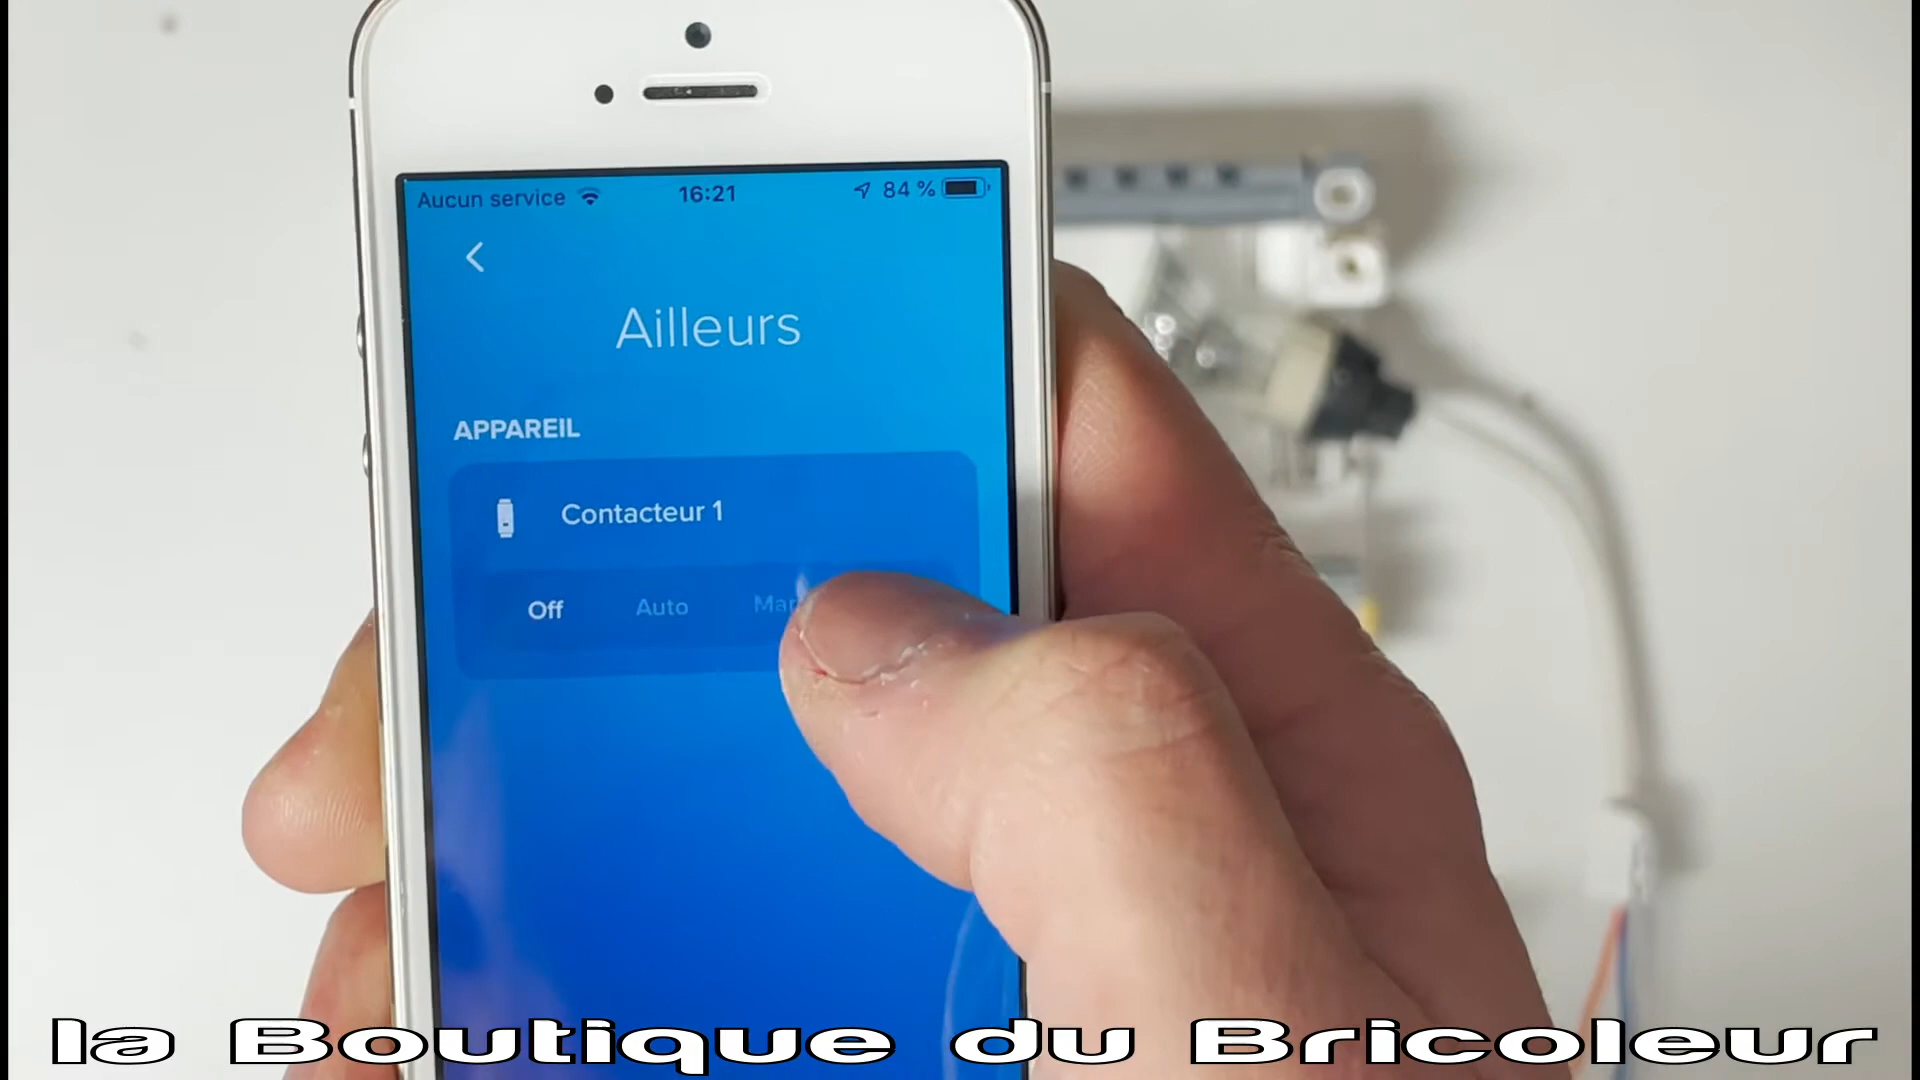 Aucun service 16:21 84 %
Ailleurs
APPAREIL
Contacteur 1
Off Auto
la Boutique du Bricoleur